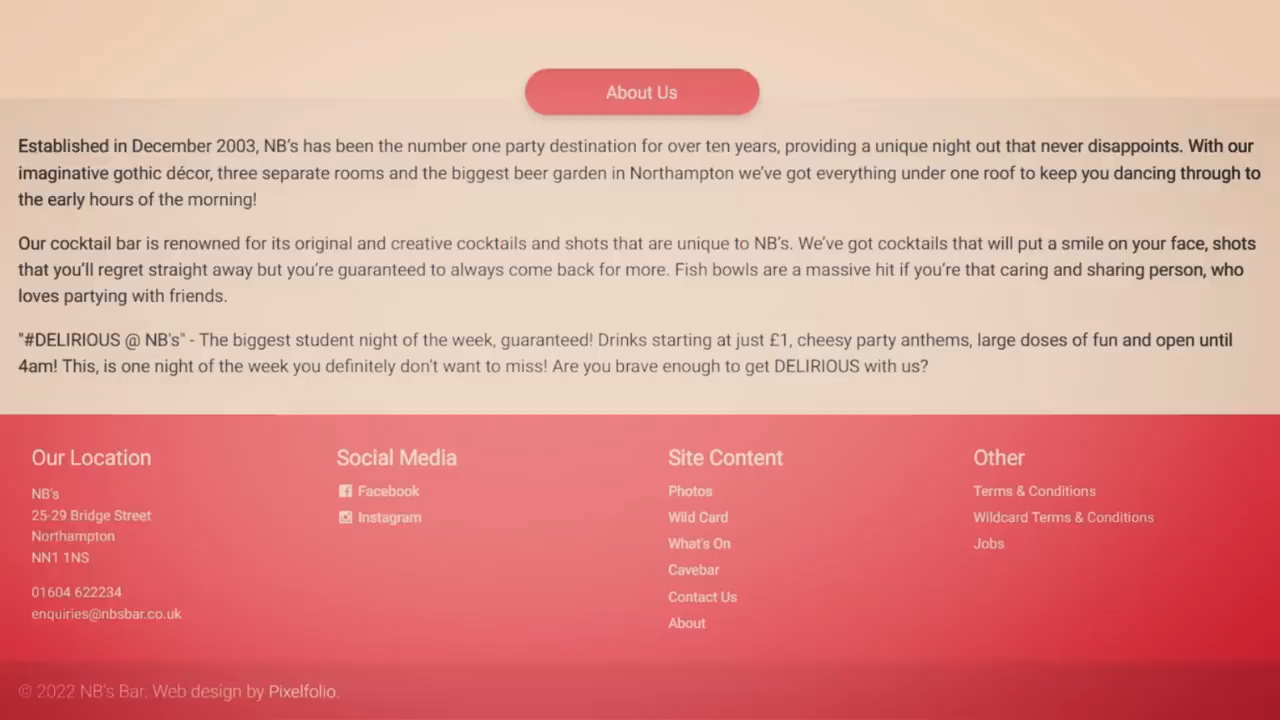 About Us
Established in December 2003, NB's has been the number one party destination for over ten years, providing a unique night out that never disappoints. With our
imaginative gothic décor, three separate rooms and the biggest beer garden in Northampton we've got everything under one roof to keep you dancing through to
the early hours of the morning!
Our cocktail bar is renowned for its original and creative cocktails and shots that are unique to NB's. We've got cocktails that will put a smile on your face, shots
that you'll regret straight away but you're guaranteed to always come back for more. Fish bowls are a massive hit if you're that caring and sharing person, who
loves partying with friends.
"#DELIRIOUS @ NB's" - The biggest student night of the week, guaranteed! Drinks starting at just £1, cheesy party anthems, large doses of fun and open until
4am! This, is one night of the week you definitely don't want to miss! Are you brave enough to get DELIRIOUS with us?
Our Location
NB's
25-29 Bridge Street
Northampton
NN1 1NS
01604 622234
enquiries@nbsbar.co.uk
Social Media
Facebook
Instagram
Site Content
Photos
Wild Card
What's On
Cavebar
Contact Us
About
Other
Terms & Conditions
Wildcard Terms & Conditions
Jobs
© 2022 NB's Bar. Web design by Pixelfolio.